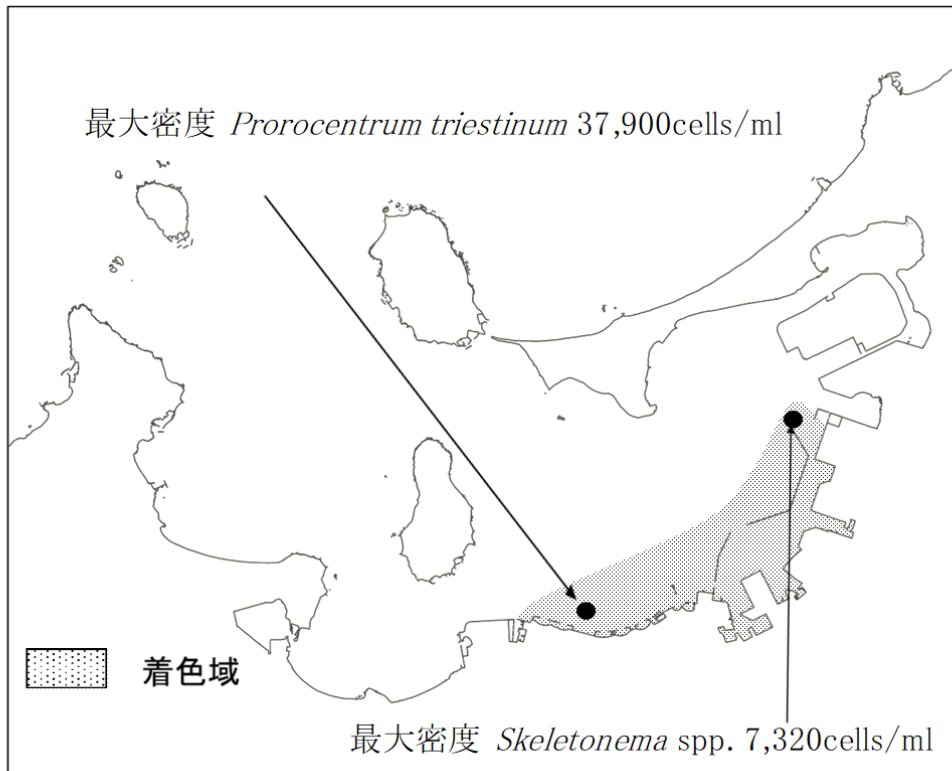 最大密度 Prorocentrum triestinum 37,900cells/ml
着色域
最大密度 Skeletonema spp. 7,320cells/ml